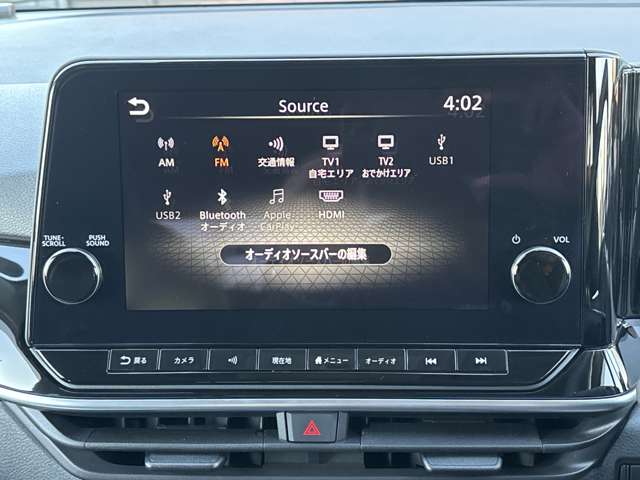 Source
4:02
AM
FM
交通情報
TV1
自宅エリア
TV2
おでかけエリア
USB1
USB2
Bluetooth
オーディオ
Apple
CarPlay
HDMI
オーディオソースバーの編集
TUNE・
SCROLL
PUSH
SOUND
VOL
戻る
カメラ
現在地
メニュー
オーディオ